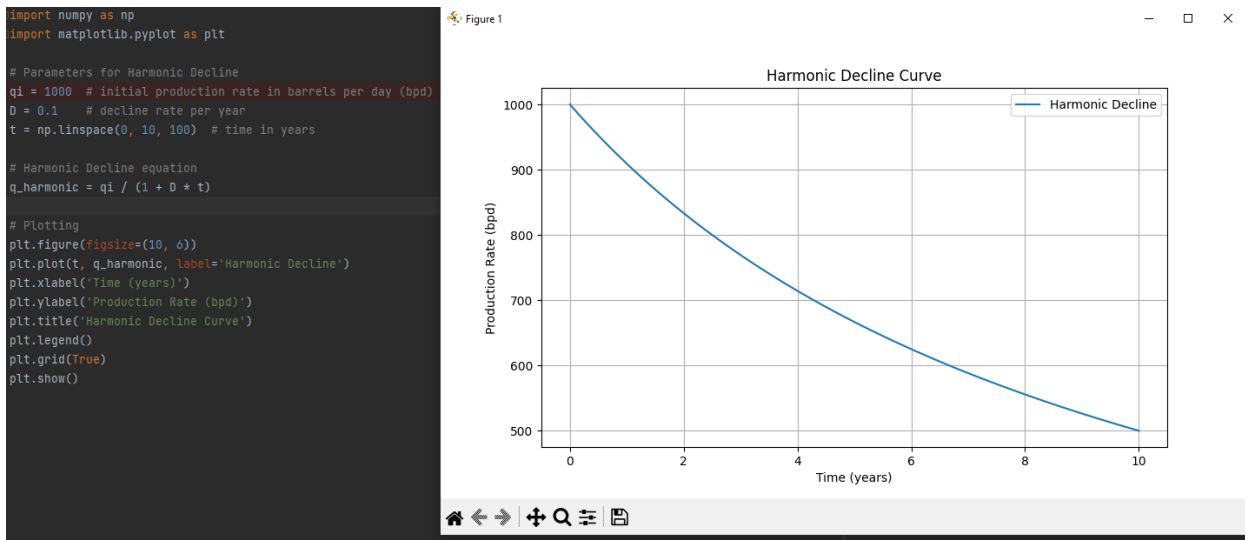 import numpy as np
import matplotlib.pyplot as plt
# Parameters for Harmonic Decline
qi = 1000  # initial production rate in barrels per day (bpd)
D = 0.1    # decline rate per year
t = np.linspace(0, 10, 100)  # time in years
# Harmonic Decline equation
q_harmonic = qi / (1 + D * t)
# Plotting
plt.figure(figsize=(10, 6))
plt.plot(t, q_harmonic, label='Harmonic Decline')
plt.xlabel('Time (years)')
plt.ylabel('Production Rate (bpd)')
plt.title('Harmonic Decline Curve')
plt.legend()
plt.grid(True)
plt.show()
Figure 1
Harmonic Decline Curve
Harmonic Decline
Production Rate (bpd)
1000
900
800
700
600
500
0 2 4 6 8 10
Time (years)